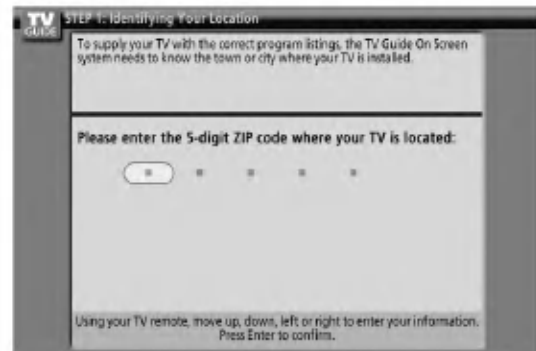 TV
GUIDE
STEP 1: Identifying Your Location
To supply your TV with the correct program listings, the TV Guide On Screen
system needs to know the town or city where your TV is installed.
Please enter the 5-digit ZIP code where your TV is located:
Using your TV remote, move up, down, left or right to enter your information.
Press Enter to confirm.